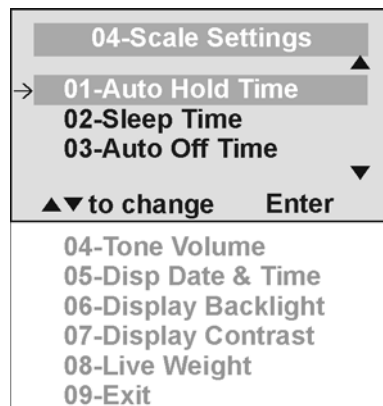 04-Scale Settings
▲
→ 01-Auto Hold Time
02-Sleep Time
03-Auto Off Time
▼
▲▼ to change Enter
04-Tone Volume
05-Disp Date & Time
06-Display Backlight
07-Display Contrast
08-Live Weight
09-Exit